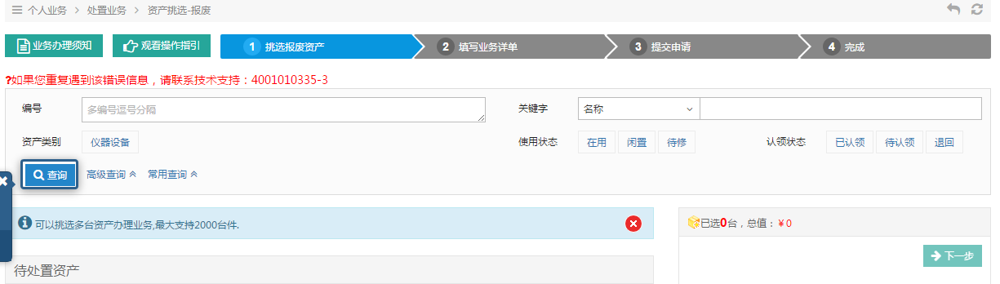 个人业务 > 处置业务 > 资产挑选-报废
业务办理须知 观看操作指引 1 挑选报废资产 2 填写业务详单 3 提交申请 4 完成
?如果您重复遇到该错误信息，请联系技术支持：4001010335-3
编号 多编号逗号分隔 关键字 名称
资产类别 仪器设备 使用状态 在用 闲置 待修 认领状态 已认领 待认领 退回
查询 高级查询 常用查询
可以挑选多台资产办理业务,最大支持2000台件. 已选0台，总值：￥0
下一步
待处置资产